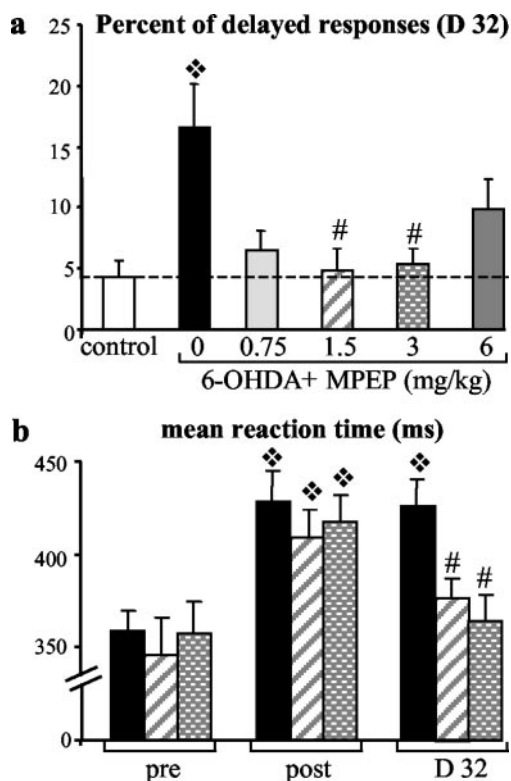 a Percent of delayed responses (D 32)
25
20
15
10
5
0
❖
#
#
control 0 0.75 1.5 3 6
6-OHDA+ MPEP (mg/kg)
b mean reaction time (ms)
450
400
350
0
❖ ❖ ❖ ❖
# #
pre post D 32